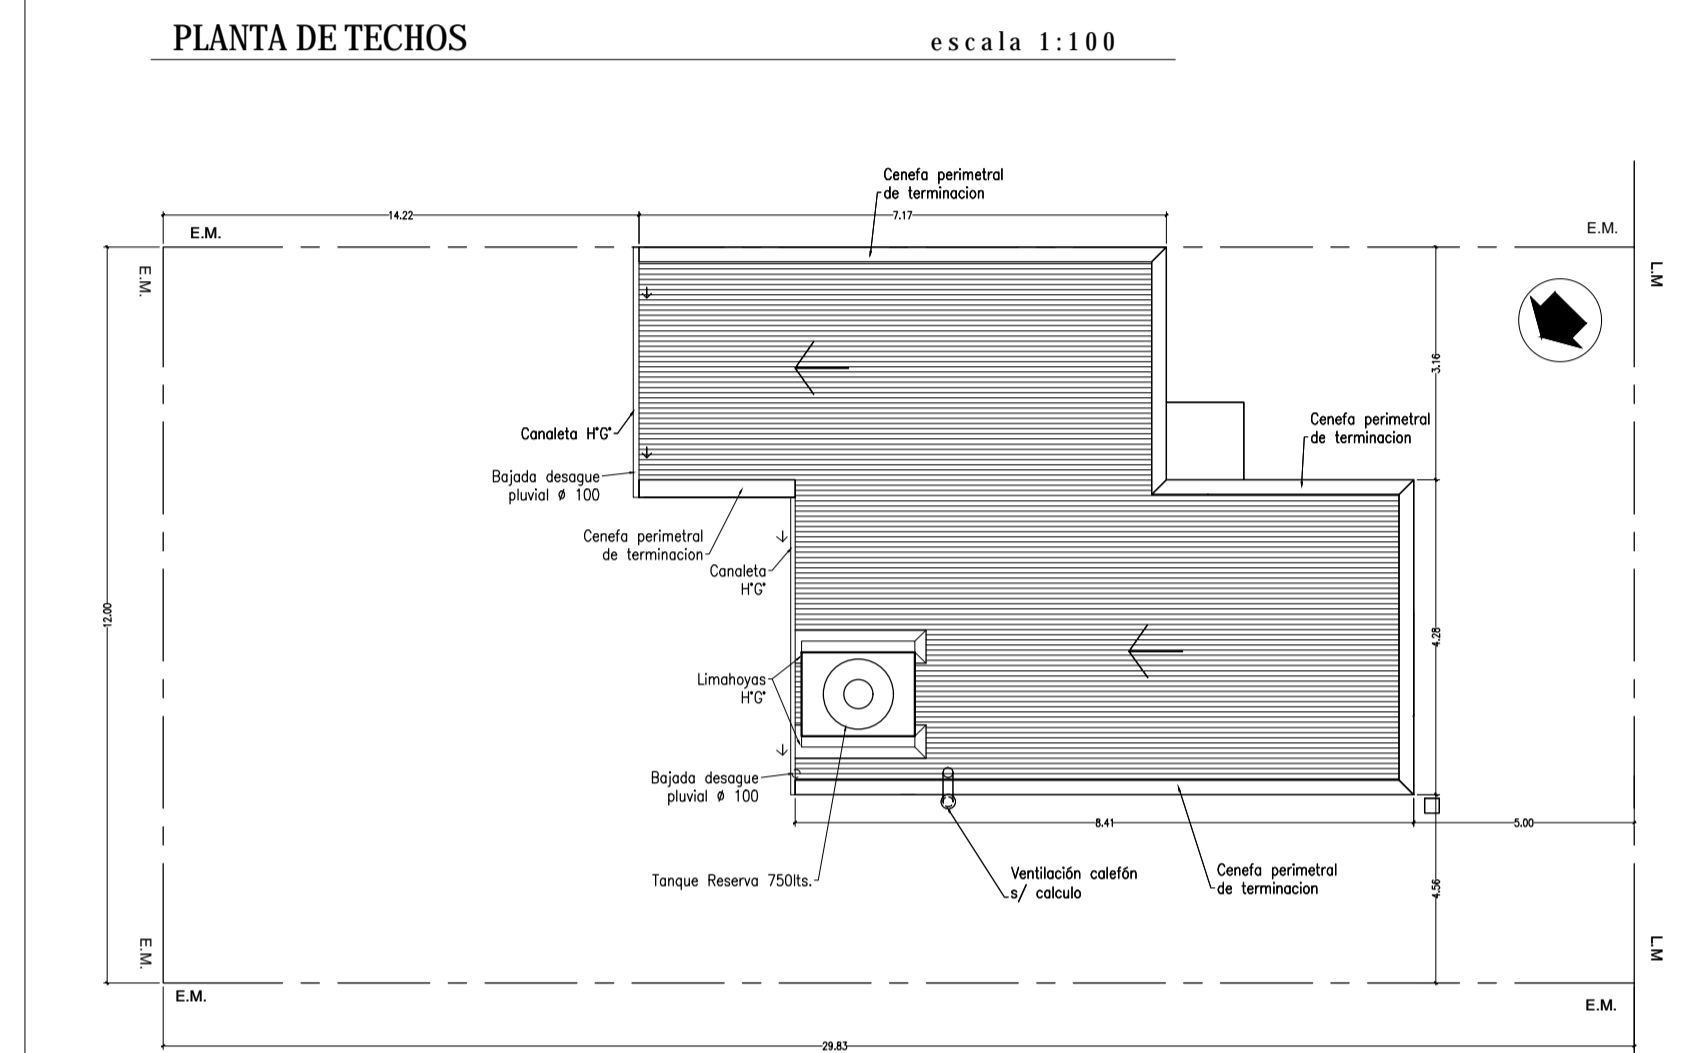 PLANTA DE TECHOS
escala 1:100
Cenefa perimetral
de terminacion
14.22
7.17
E.M.
E.M.
E.M.
L.M
3.16
Cenefa perimetral
de terminacion
Canaleta H°G°
Bajada desague
pluvial ø 100
Cenefa perimetral
de terminacion
Canaleta
H°G°
12.00
4.28
Limahoyas
H°G°
Bajada desague
pluvial ø 100
8.41
5.00
Tanque Reserva 750lts.
Ventilación calefón
s/ calculo
Cenefa perimetral
de terminacion
4.56
E.M.
L.M
E.M.
E.M.
29.83